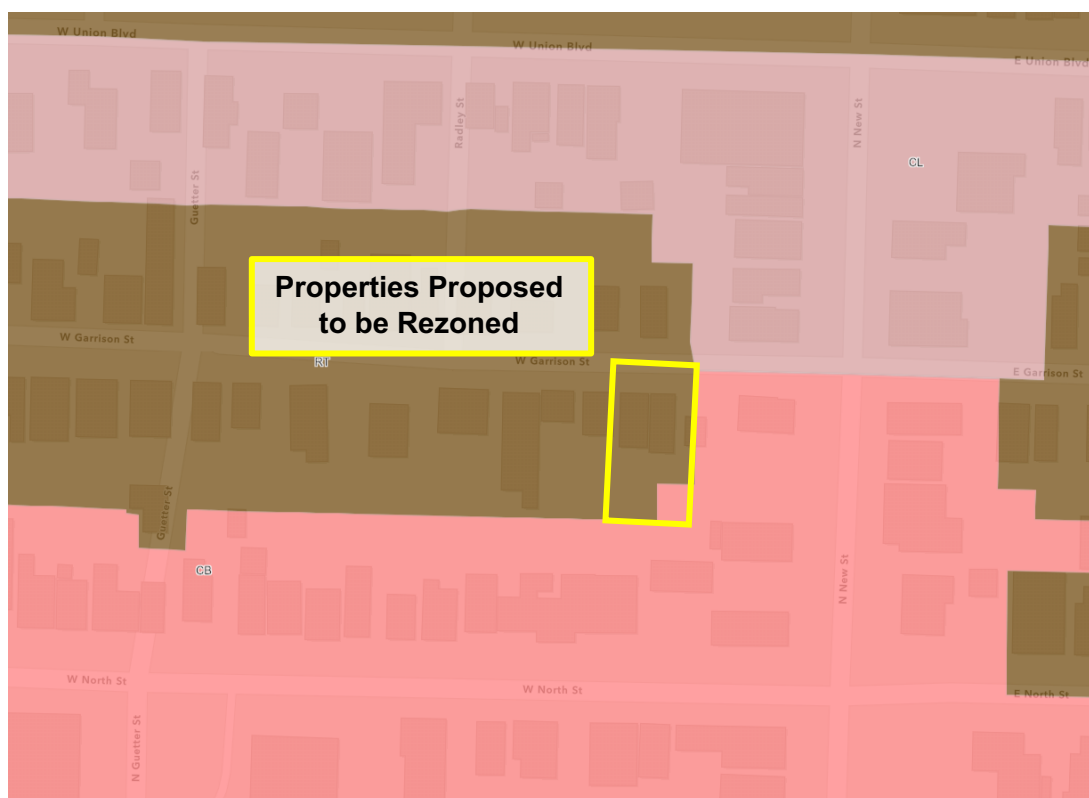 W Union Blvd
W Union Blvd
E Union Blvd
Radley St
N New St
CL
Guetter St
Properties Proposed
to be Rezoned
W Garrison St
RT
W Garrison St
E Garrison St
Guetter St
CB
N New St
W North St
W North St
E North St
N Guetter St